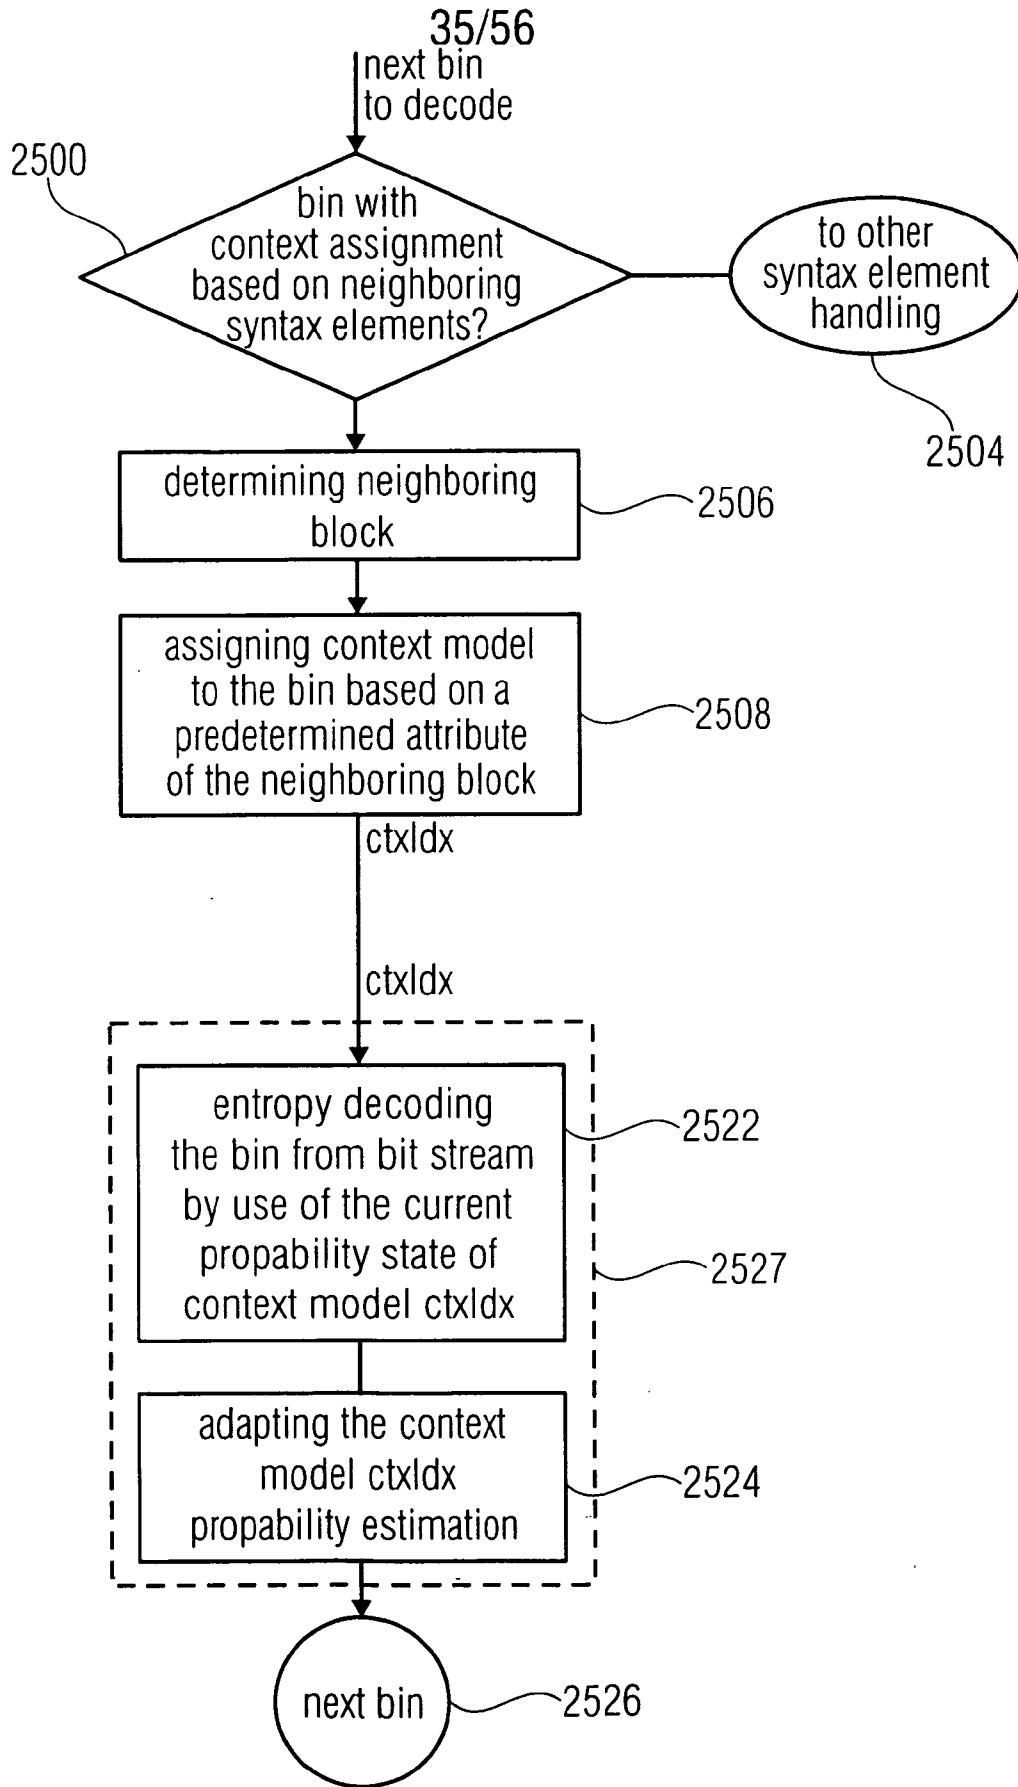 35/56
next bin
to decode
2500
bin with
context assignment
based on neighboring
syntax elements?
to other
syntax element
handling
2504
determining neighboring
block
2506
assigning context model
to the bin based on a
predetermined attribute
of the neighboring block
2508
ctxIdx
ctxIdx
entropy decoding
the bin from bit stream
by use of the current
propability state of
context model ctxIdx
2522
2527
adapting the context
model ctxIdx
propability estimation
2524
next bin
2526